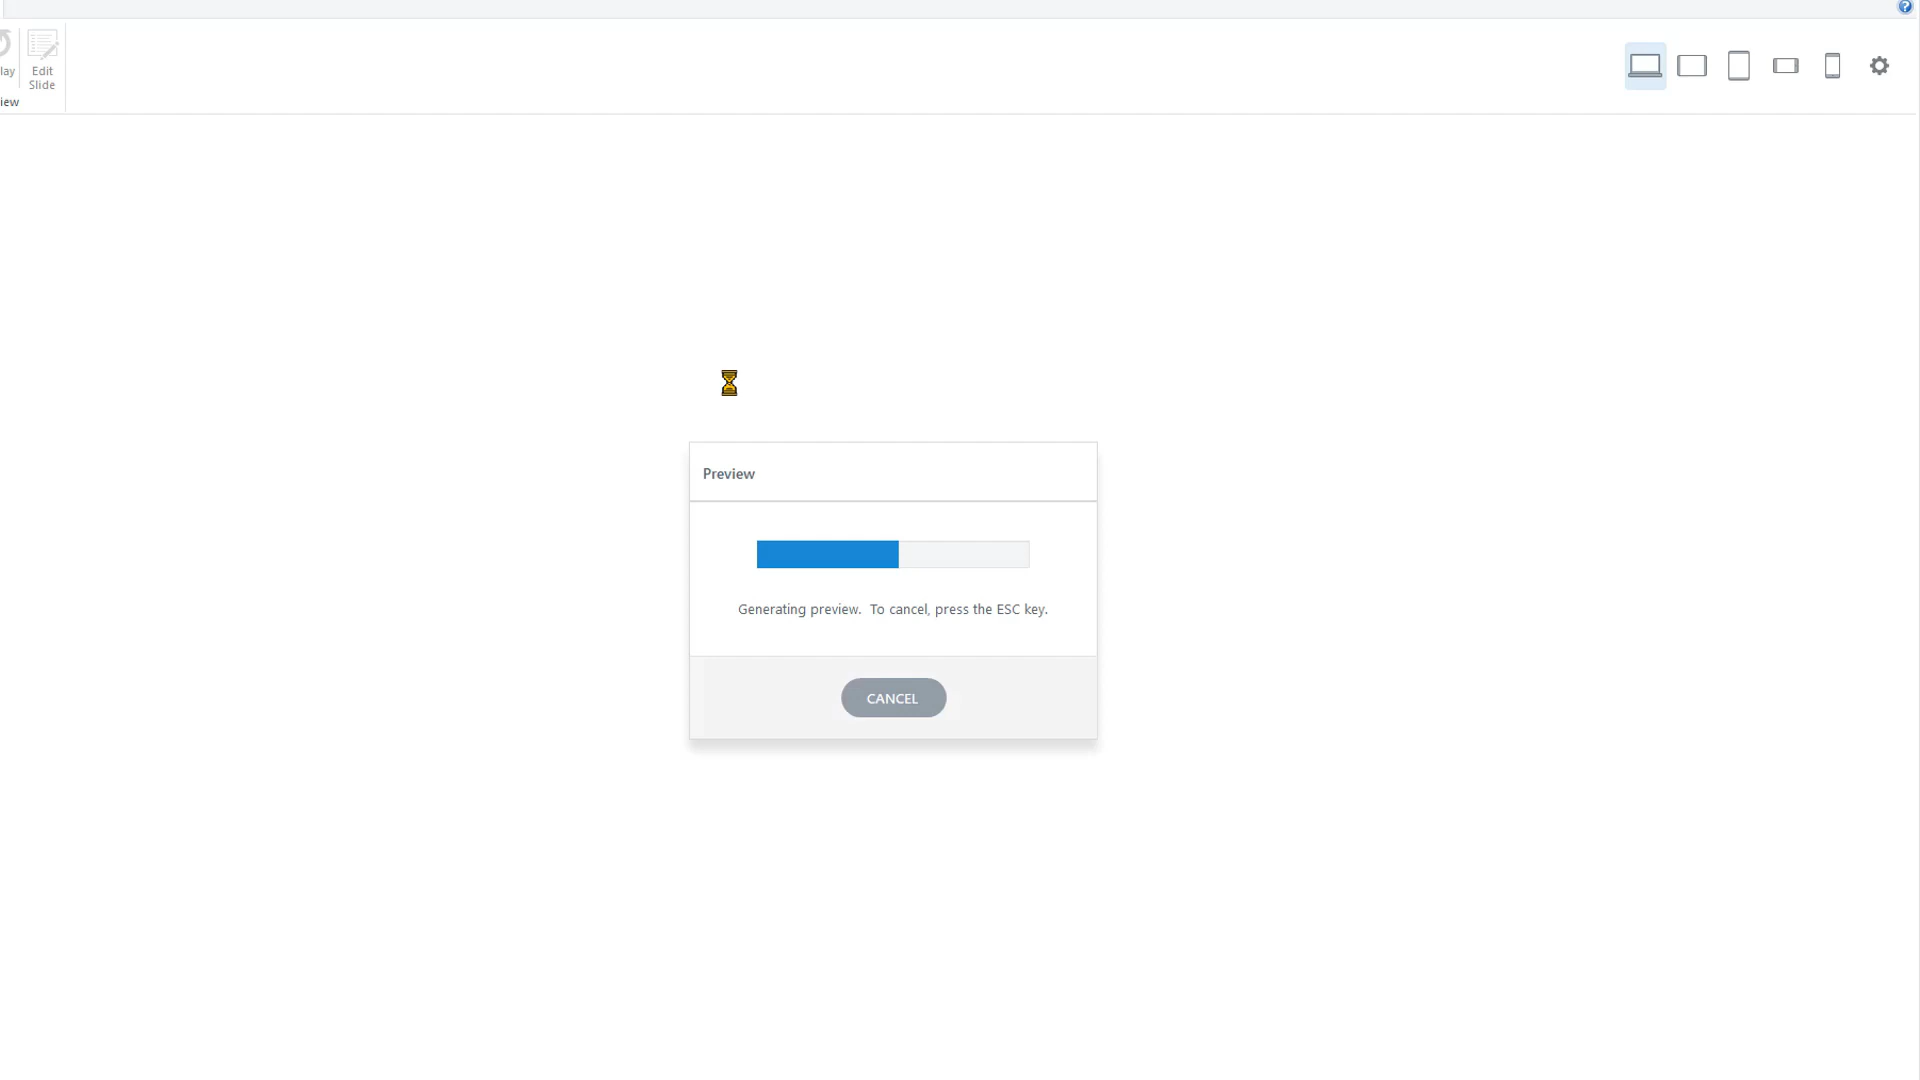 ?
lay
Edit
Slide
iew
Preview
Generating preview.  To cancel, press the ESC key.
CANCEL